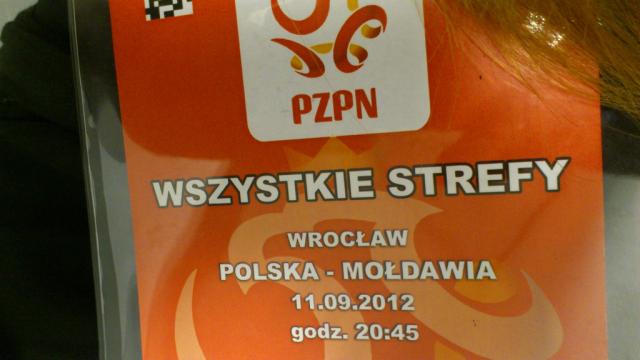 PZPN
WSZYSTKIE STREFY
WROCŁAW
POLSKA - MOŁDAWIA
11.09.2012
godz. 20:45